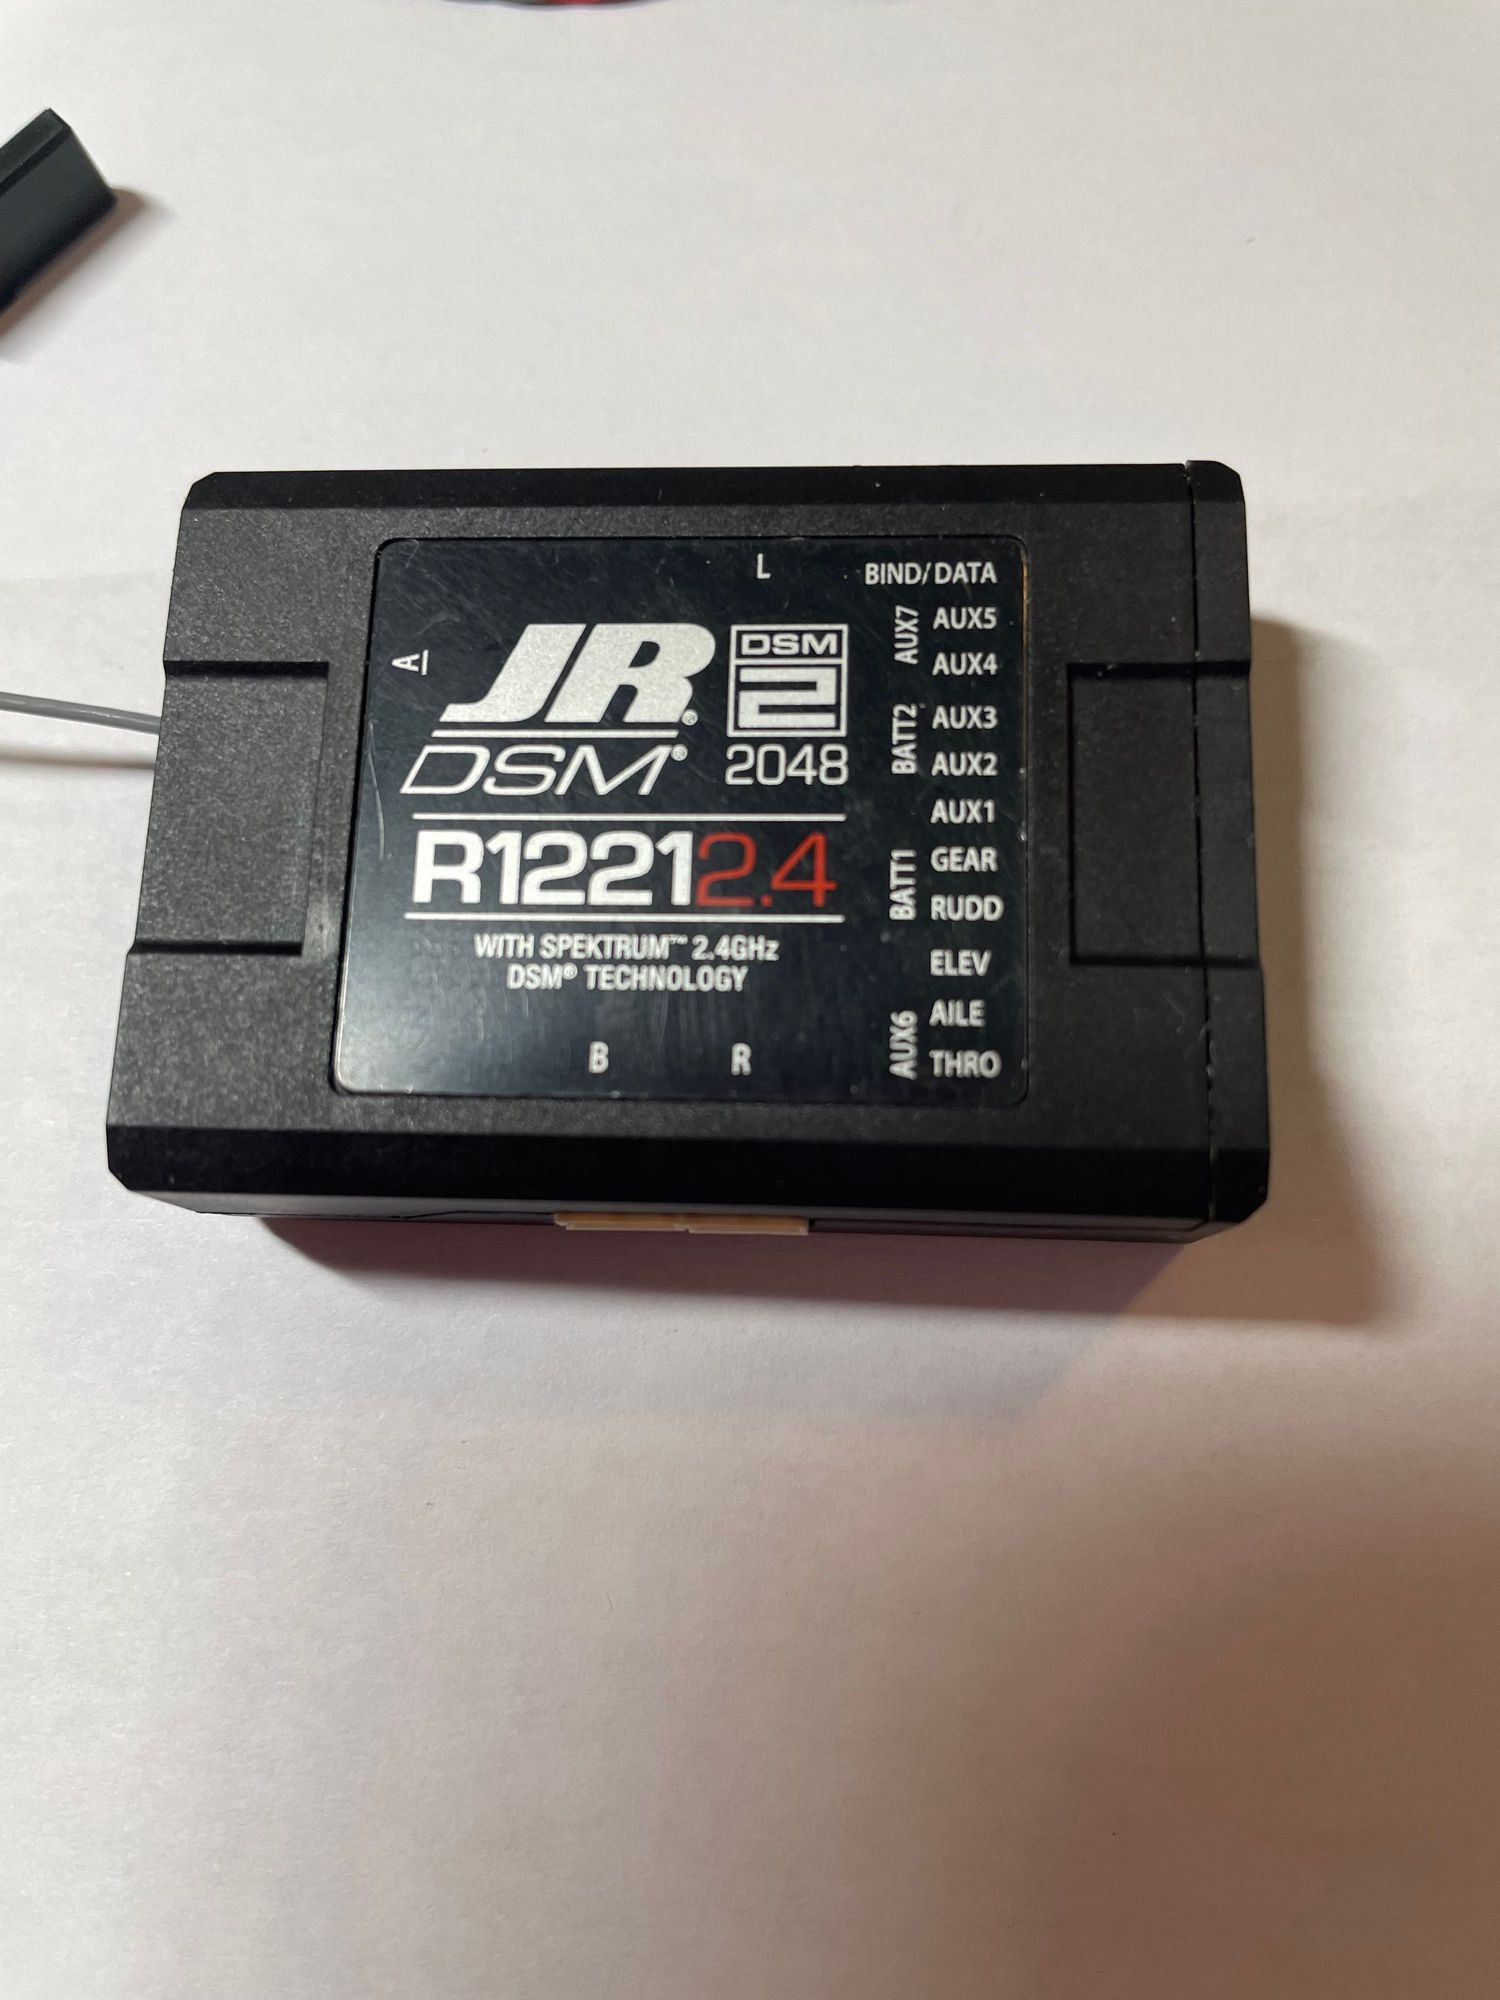 L
BIND/DATA
A
JR®
DSM®
DSM
2
2048
R1221 2.4
WITH SPEKTRUM™ 2.4GHz
DSM® TECHNOLOGY
B
R
AUX7
BATT2
BATT1
AUX6
AUX5
AUX4
AUX3
AUX2
AUX1
GEAR
RUDD
ELEV
AILE
THRO